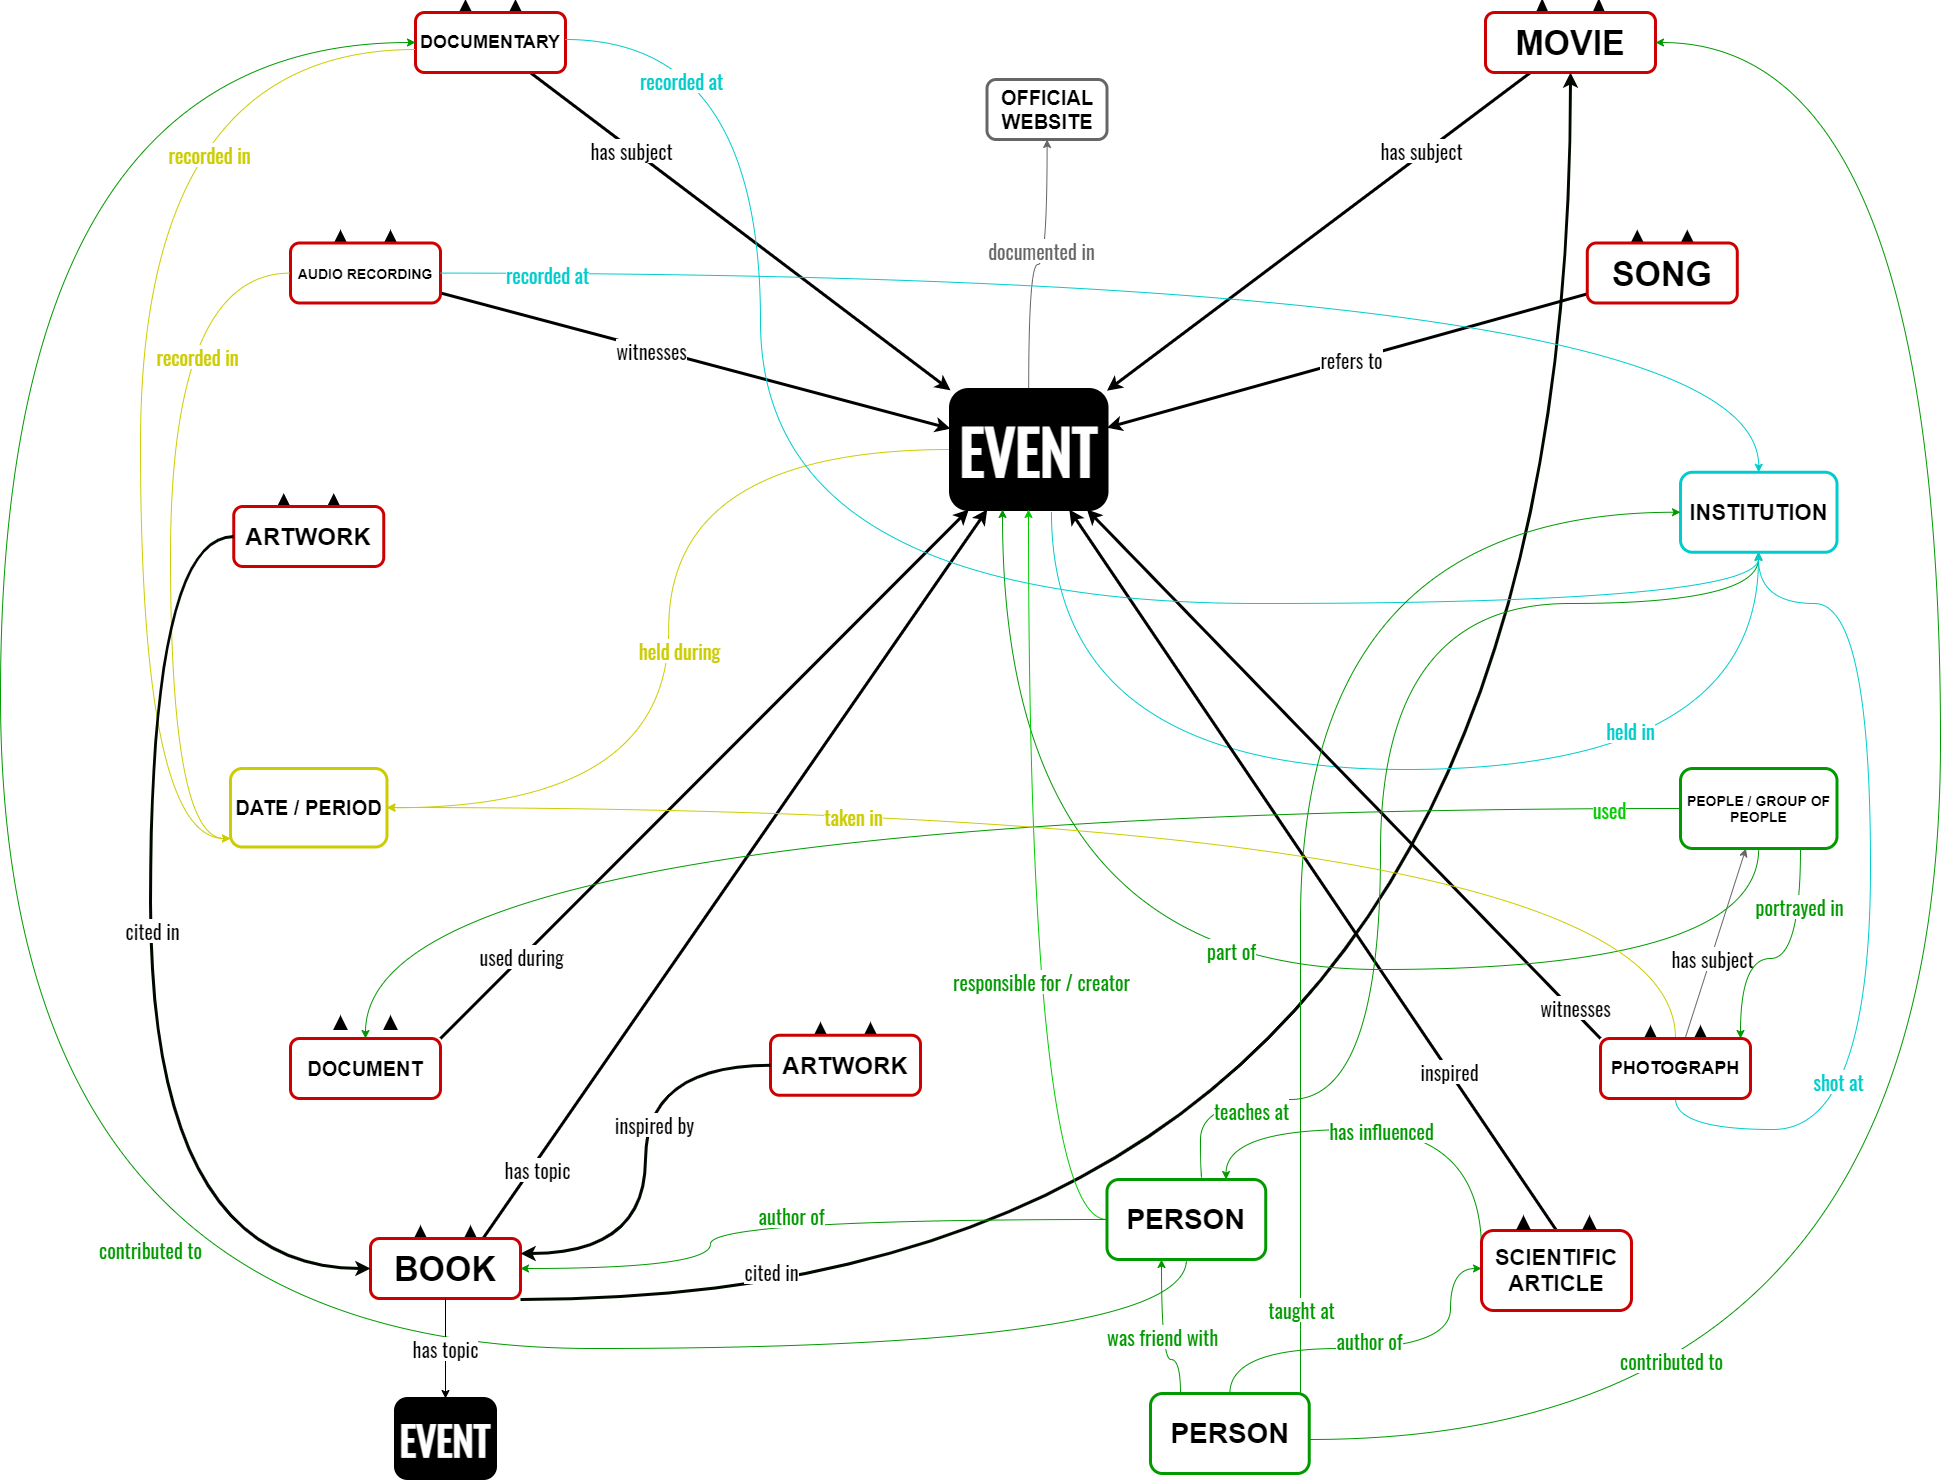 DOCUMENTARY
MOVIE
recorded at
OFFICIAL
WEBSITE
has subject
has subject
recorded in
documented in
AUDIO RECORDING
recorded at
SONG
witnesses
refers to
recorded in
EVENT
INSTITUTION
ARTWORK
held during
held in
DATE / PERIOD
taken in
used
PEOPLE / GROUP OF
PEOPLE
portrayed in
cited in
used during
part of
has subject
responsible for / creator
witnesses
DOCUMENT
ARTWORK
PHOTOGRAPH
inspired
shot at
inspired by
teaches at
has influenced
has topic
author of
PERSON
contributed to
BOOK
cited in
SCIENTIFIC
ARTICLE
taught at
has topic
was friend with
author of
contributed to
EVENT
PERSON